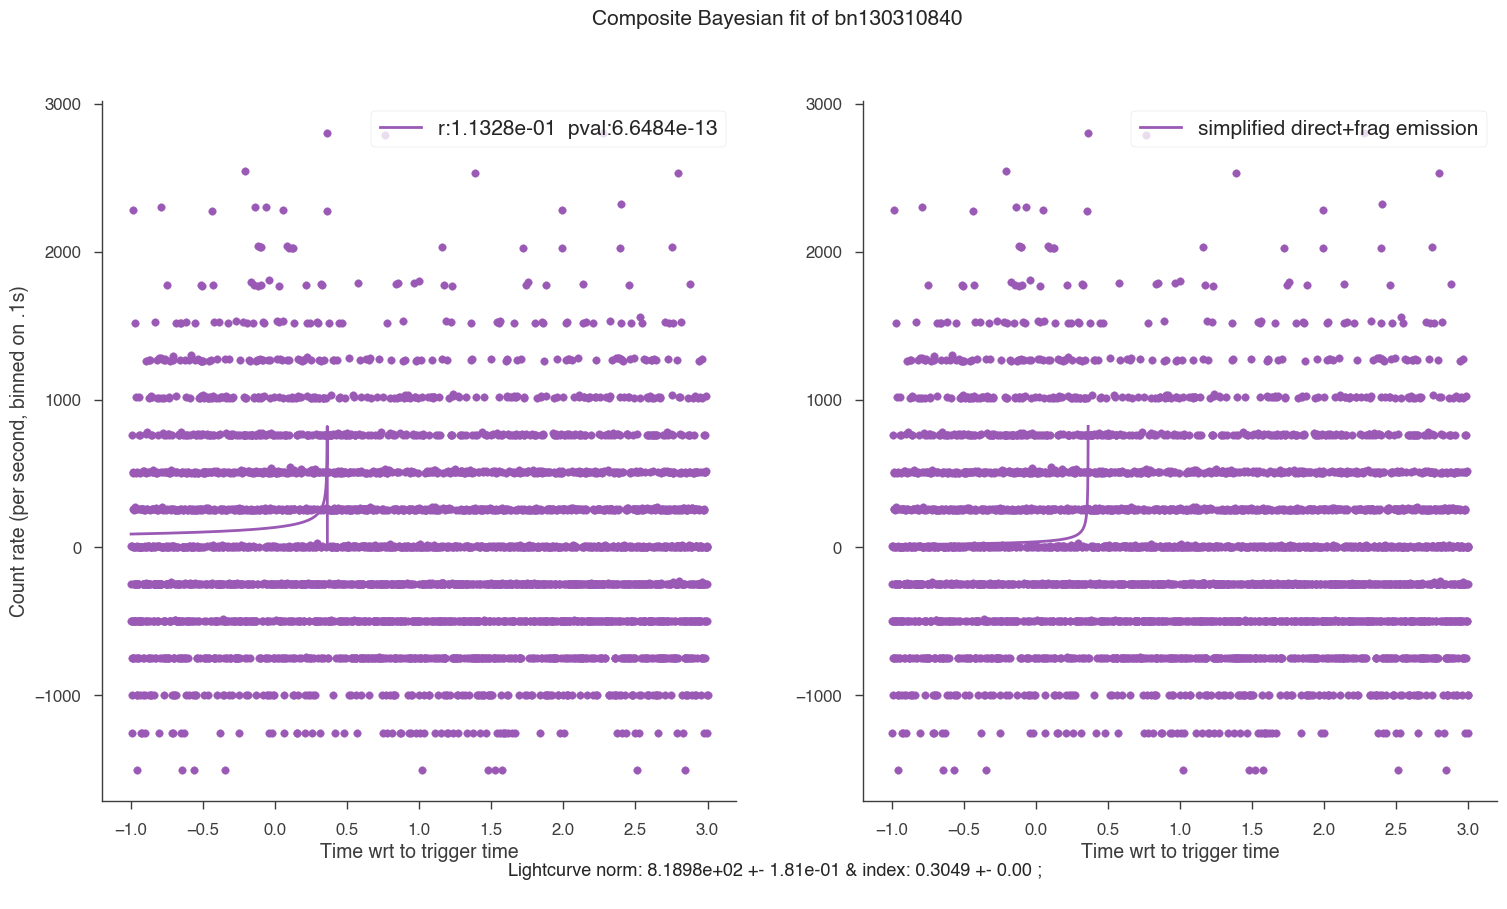 Composite Bayesian fit of bn130310840
r:1.1328e-01  pval:6.6484e-13
simplified direct+frag emission
Count rate (per second, binned on .1s)
3000
2000
1000
0
−1000
3000
2000
1000
0
−1000
−1.0 −0.5 0.0 0.5 1.0 1.5 2.0 2.5 3.0
−1.0 −0.5 0.0 0.5 1.0 1.5 2.0 2.5 3.0
Time wrt to trigger time
Time wrt to trigger time
Lightcurve norm: 8.1898e+02 +- 1.81e-01 & index: 0.3049 +- 0.00 ;